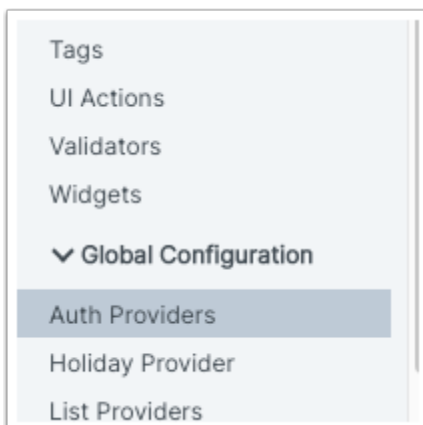 Tags
UI Actions
Validators
Widgets
Global Configuration
Auth Providers
Holiday Provider
List Providers